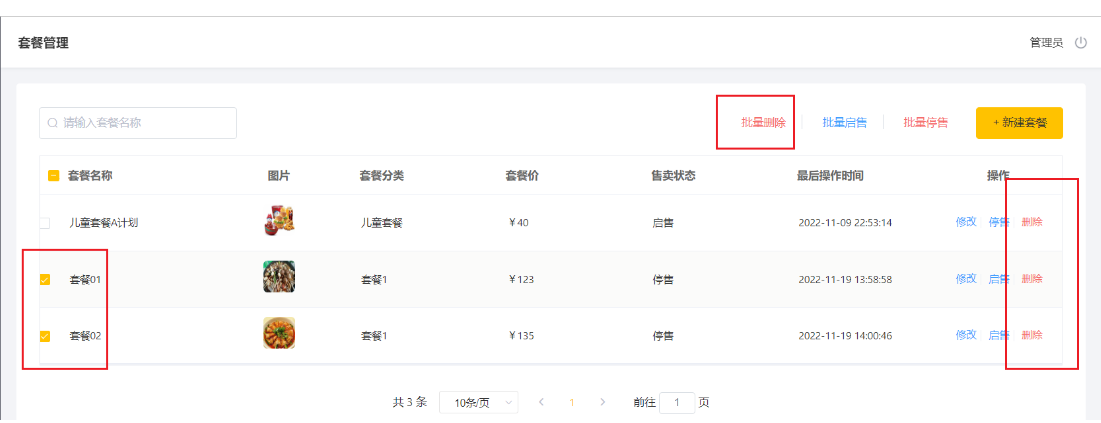 套餐管理 管理员
请输入套餐名称 批量删除 批量启售 批量停售 + 新建套餐
套餐名称 图片 套餐分类 套餐价 售卖状态 最后操作时间 操作
儿童套餐A计划 儿童套餐 ￥40 启售 2022-11-09 22:53:14 修改 停售 删除
套餐01 套餐1 ￥123 停售 2022-11-19 13:58:58 修改 启售 删除
套餐02 套餐1 ￥135 停售 2022-11-19 14:00:46 修改 启售 删除
共 3 条 10条/页 < 1 > 前往 1 页